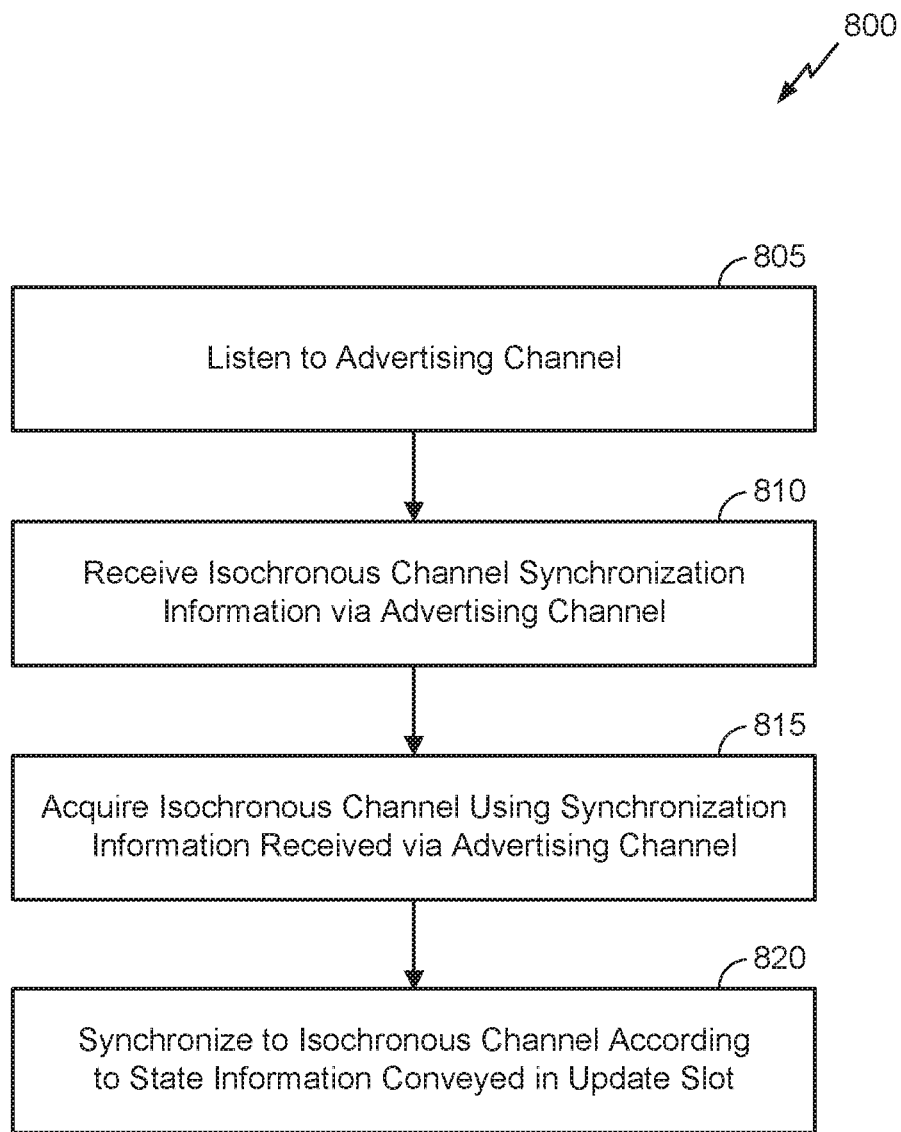 800
805
Listen to Advertising Channel
810
Receive Isochronous Channel Synchronization
Information via Advertising Channel
815
Acquire Isochronous Channel Using Synchronization
Information Received via Advertising Channel
820
Synchronize to Isochronous Channel According
to State Information Conveyed in Update Slot